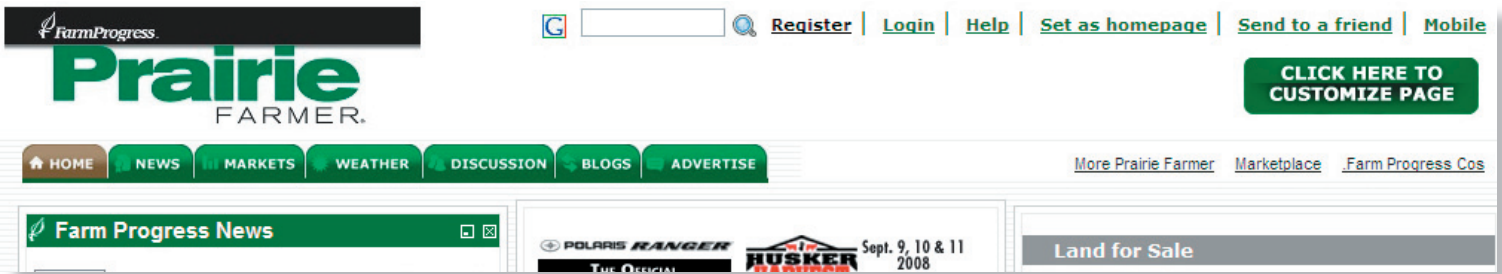 FarmProgress.
Prairie
FARMER.
G
Register | Login | Help | Set as homepage | Send to a friend | Mobile
CLICK HERE TO
CUSTOMIZE PAGE
HOME NEWS MARKETS WEATHER DISCUSSION BLOGS ADVERTISE
More Prairie Farmer Marketplace .Farm Progress Cos
Farm Progress News
POLARIS RANGER
THE OFFICIAL
HUSKER
Sept. 9, 10 & 11
2008
Land for Sale